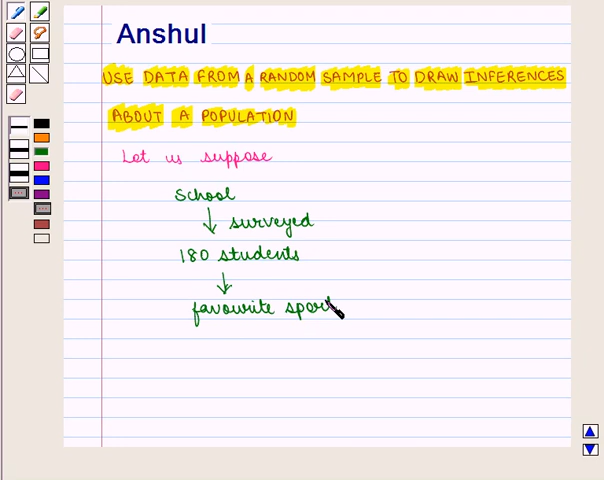 Anshul
USE DATA FROM A RANDOM SAMPLE TO DRAW INFERENCES
ABOUT A POPULATION
Let us suppose
School
surveyed
180 students
favourite sport